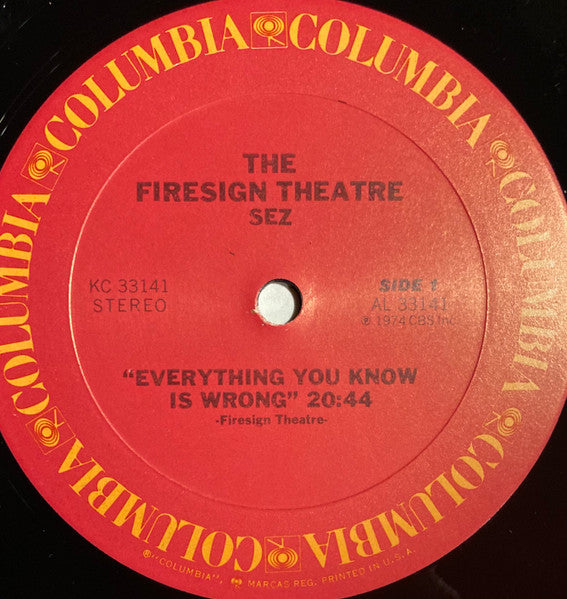 COLUMBIA COLUMBIA COLUMBIA COLUMBIA COLUMBIA COLUMBIA
THE
FIRESIGN THEATRE
SEZ
KC 33141
STEREO
SIDE 1
AL 33141
℗ 1974 CBS Inc.
"EVERYTHING YOU KNOW
IS WRONG" 20:44
-Firesign Theatre-
®"COLUMBIA", MARCAS REG. PRINTED IN U.S.A.